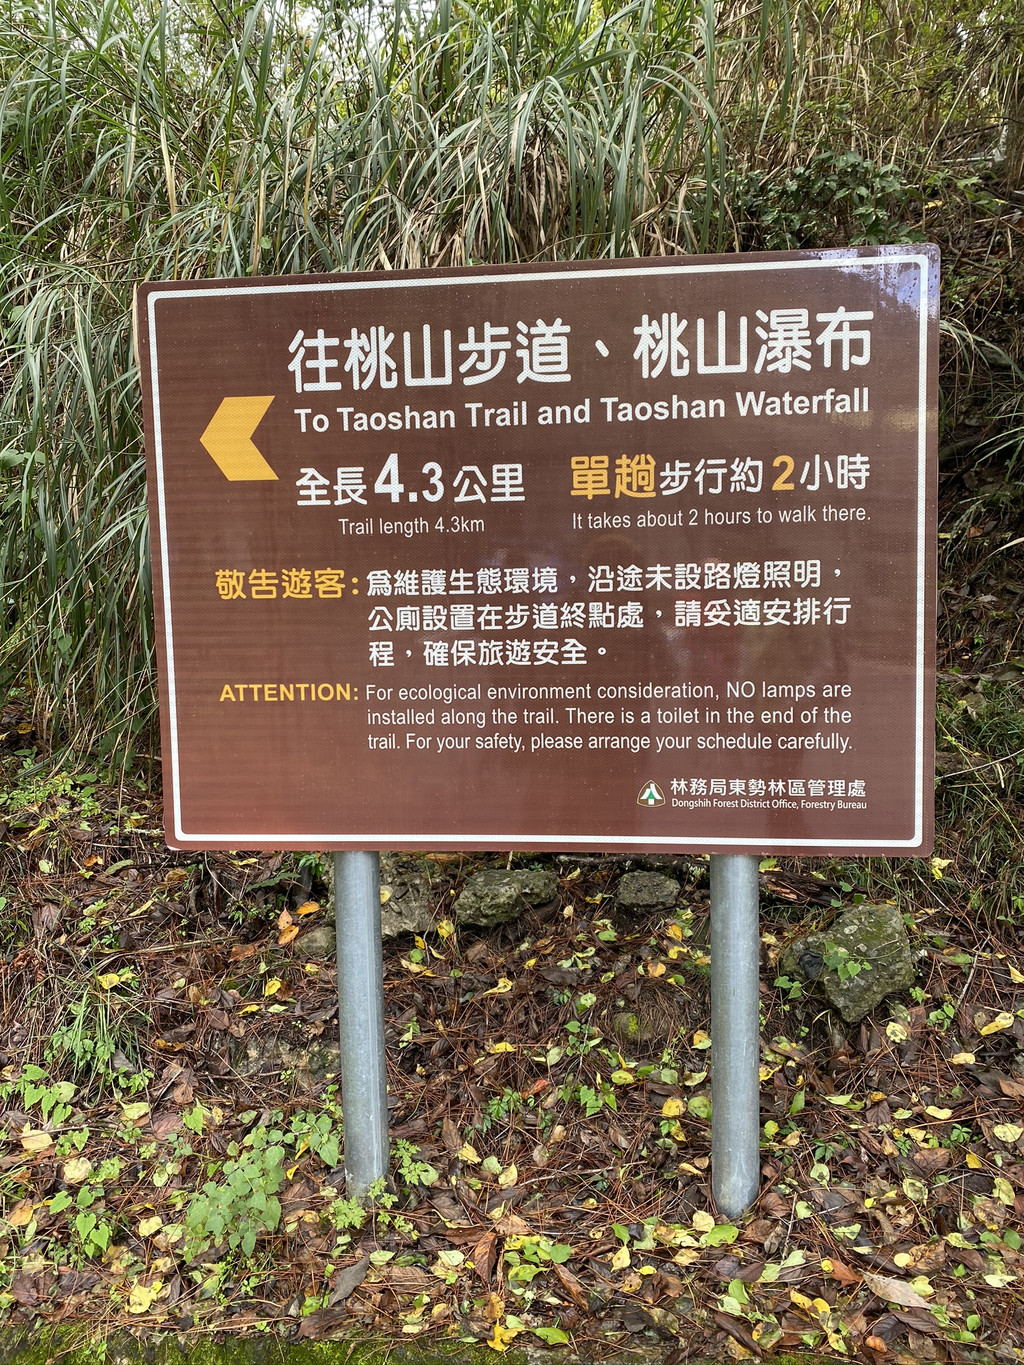 往桃山步道、桃山瀑布
To Taoshan Trail and Taoshan Waterfall
全長4.3公里 單趟步行約2小時
Trail length 4.3km It takes about 2 hours to walk there.
敬告遊客:為維護生態環境,沿途未設路燈照明,
公廁設置在步道終點處,請妥適安排行
程,確保旅遊安全。
ATTENTION: For ecological environment consideration, NO lamps are
installed along the trail. There is a toilet in the end of the
trail. For your safety, please arrange your schedule carefully.
林務局東勢林區管理處
Dongshih Forest District Office, Forestry Bureau